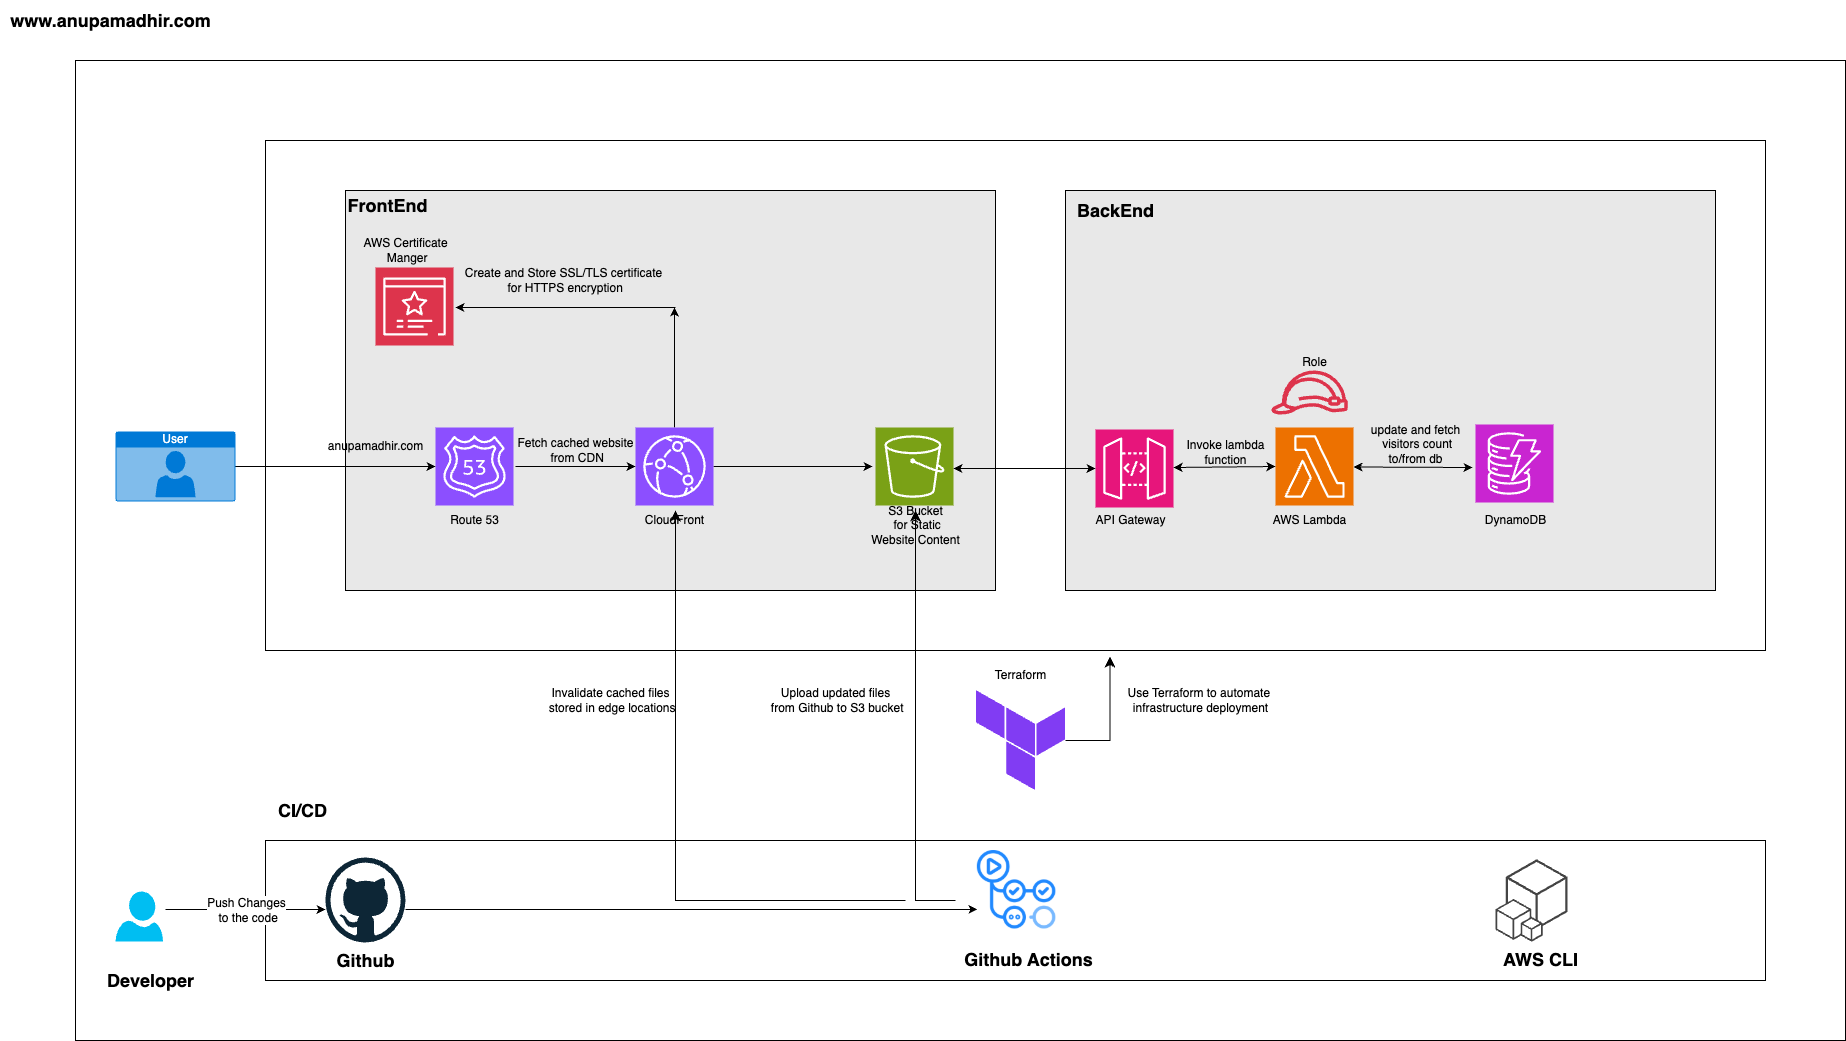 www.anupamadhir.com
FrontEnd
AWS Certificate
Manger
Create and Store SSL/TLS certificate
for HTTPS encryption
User
anupamadhir.com
53
Route 53
Fetch cached website
from CDN
CloudFront
S3 Bucket
for Static
Website Content
BackEnd
Role
API Gateway
Invoke lambda
function
AWS Lambda
update and fetch
visitors count
to/from db
DynamoDB
Invalidate cached files
stored in edge locations
Upload updated files
from Github to S3 bucket
Terraform
Use Terraform to automate
infrastructure deployment
CI/CD
Developer
Push Changes
to the code
Github
Github Actions
AWS CLI